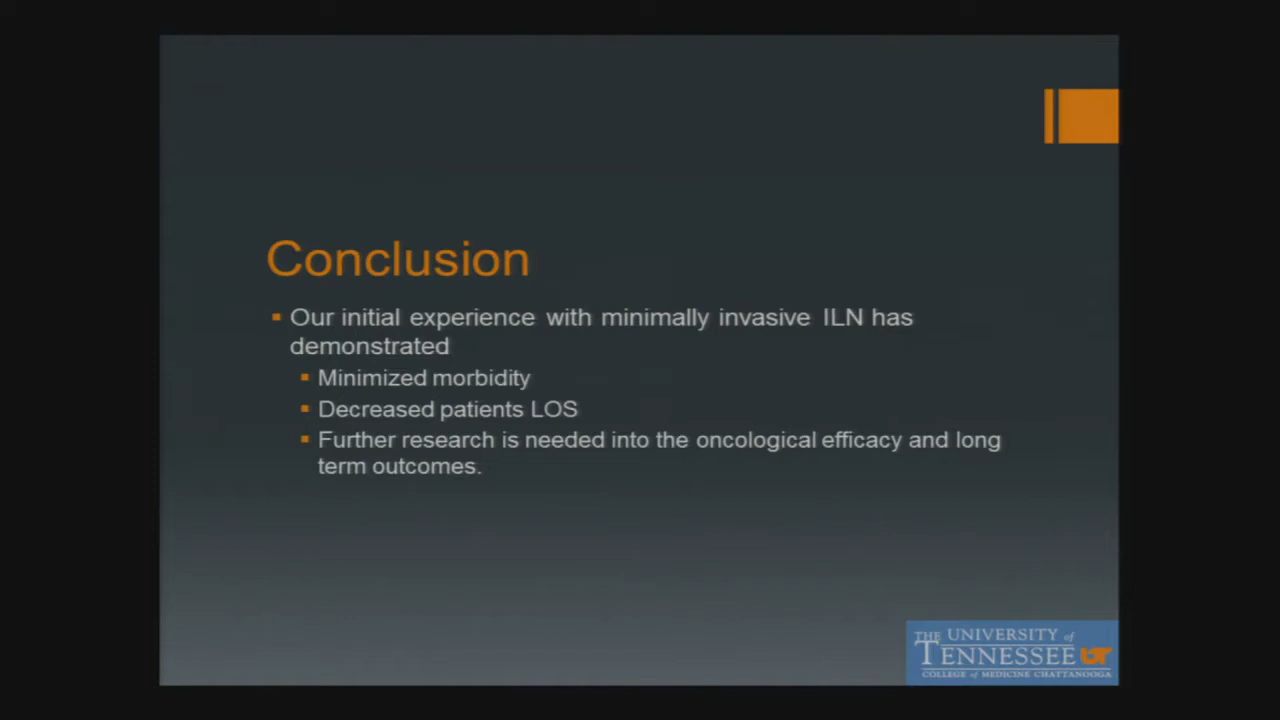 Conclusion
Our initial experience with minimally invasive ILN has
demonstrated
Minimized morbidity
Decreased patients LOS
Further research is needed into the oncological efficacy and long
term outcomes.
THE UNIVERSITY of
TENNESSEE UT
COLLEGE of MEDICINE CHATTANOOGA